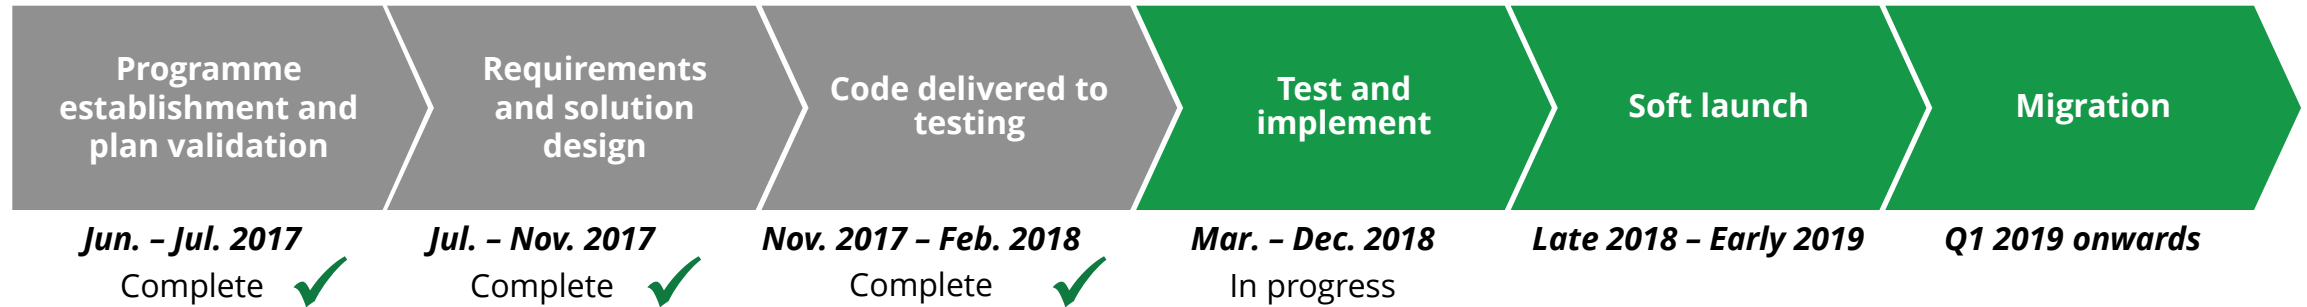 Programme
establishment and
plan validation
Requirements
and solution
design
Code delivered to
testing
Test and
implement
Soft launch
Migration
Jun. – Jul. 2017
Complete
Jul. – Nov. 2017
Complete
Nov. 2017 – Feb. 2018
Complete
Mar. – Dec. 2018
In progress
Late 2018 – Early 2019
Q1 2019 onwards